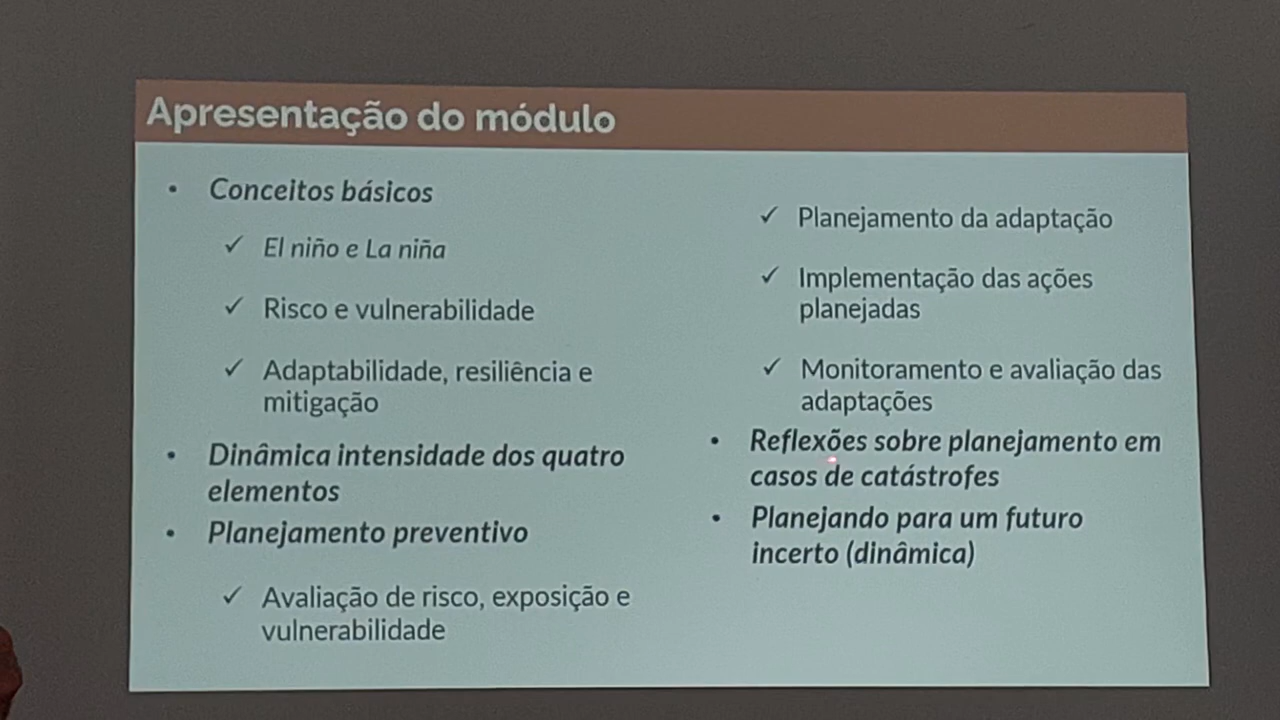 Apresentação do módulo
• Conceitos básicos
✓ El niño e La niña
✓ Risco e vulnerabilidade
✓ Adaptabilidade, resiliência e
mitigação
• Dinâmica intensidade dos quatro
elementos
• Planejamento preventivo
✓ Avaliação de risco, exposição e
vulnerabilidade
✓ Planejamento da adaptação
✓ Implementação das ações
planejadas
✓ Monitoramento e avaliação das
adaptações
• Reflexões sobre planejamento em
casos de catástrofes
• Planejando para um futuro
incerto (dinâmica)